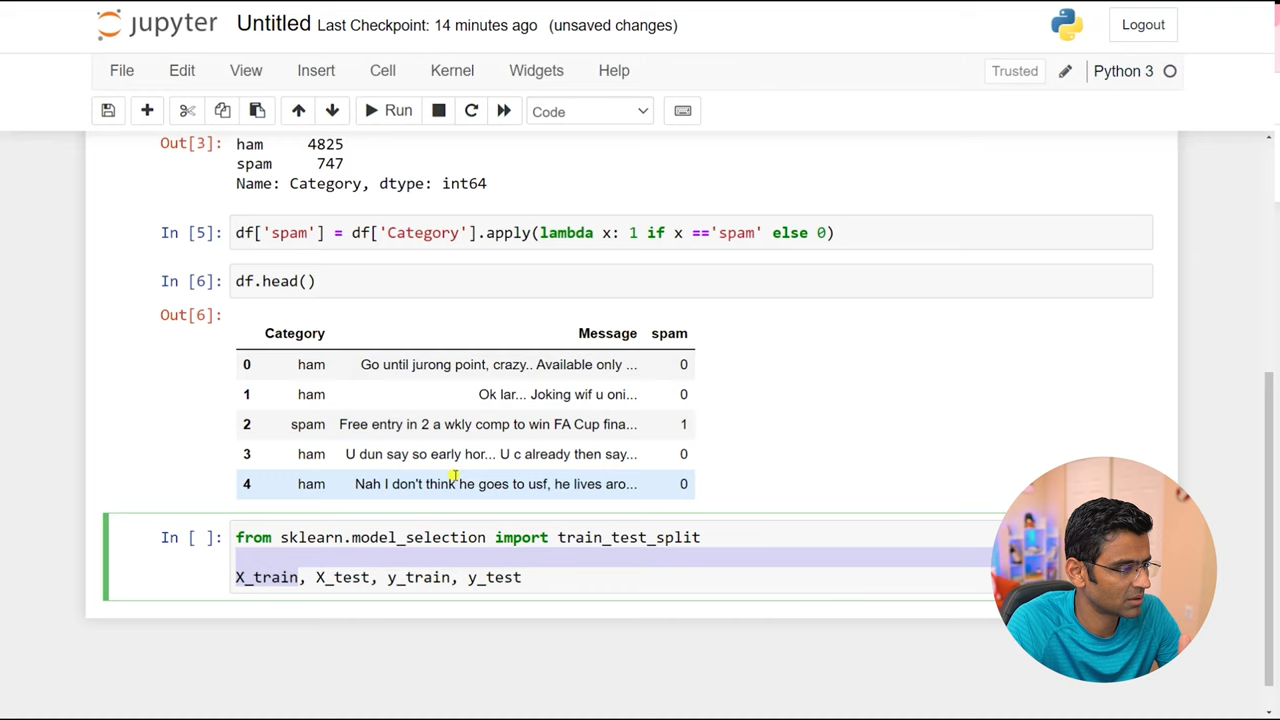 jupyter Untitled Last Checkpoint: 14 minutes ago (unsaved changes) Logout
File Edit View Insert Cell Kernel Widgets Help Trusted Python 3
Run Code
Out[3]: ham 4825
spam 747
Name: Category, dtype: int64
In [5]: df['spam'] = df['Category'].apply(lambda x: 1 if x =='spam' else 0)
In [6]: df.head()
Out[6]:
Category Message spam
0 ham Go until jurong point, crazy.. Available only ... 0
1 ham Ok lar... Joking wif u oni... 0
2 spam Free entry in 2 a wkly comp to win FA Cup fina... 1
3 ham U dun say so early hor... U c already then say... 0
4 ham Nah I don't think he goes to usf, he lives aro... 0
In [ ]: from sklearn.model_selection import train_test_split
X_train, X_test, y_train, y_test